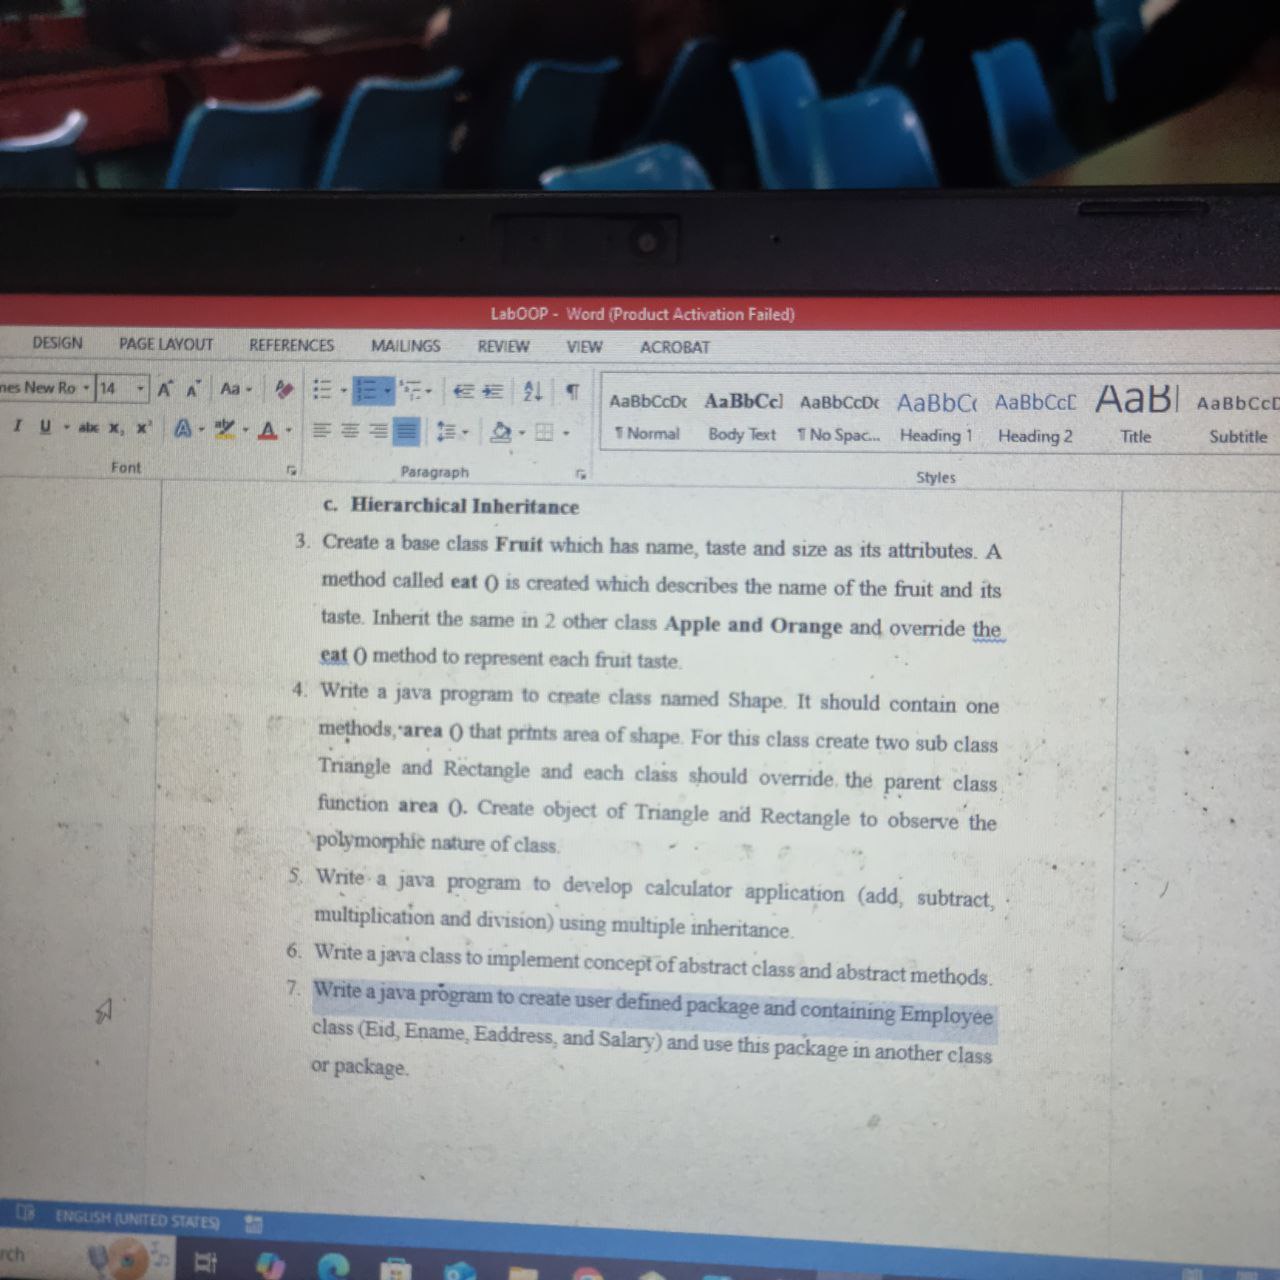 LabOOP - Word (Product Activation Failed)
DESIGN PAGE LAYOUT REFERENCES MAILINGS REVIEW VIEW ACROBAT
mes New Ro 14 A A Aa
AaBbCcDc AaBbCcl AaBbCcDc AaBbC AaBbCcD AaB AaBbCcD
I U abc x, x² A aby A
¶ Normal Body Text ¶ No Spac... Heading 1 Heading 2 Title Subtitle
Font Paragraph Styles
c. Hierarchical Inheritance
3. Create a base class Fruit which has name, taste and size as its attributes. A
method called eat () is created which describes the name of the fruit and its
taste. Inherit the same in 2 other class Apple and Orange and override the
eat () method to represent each fruit taste.
4. Write a java program to create class named Shape. It should contain one
methods, area () that prints area of shape. For this class create two sub class
Triangle and Rectangle and each class should override the parent class
function area (). Create object of Triangle and Rectangle to observe the
polymorphic nature of class.
5. Write a java program to develop calculator application (add, subtract,
multiplication and division) using multiple inheritance.
6. Write a java class to implement concept of abstract class and abstract methods.
7. Write a java program to create user defined package and containing Employee
class (Eid, Ename, Eaddress, and Salary) and use this package in another class
or package.
ENGLISH (UNITED STATES)
rch